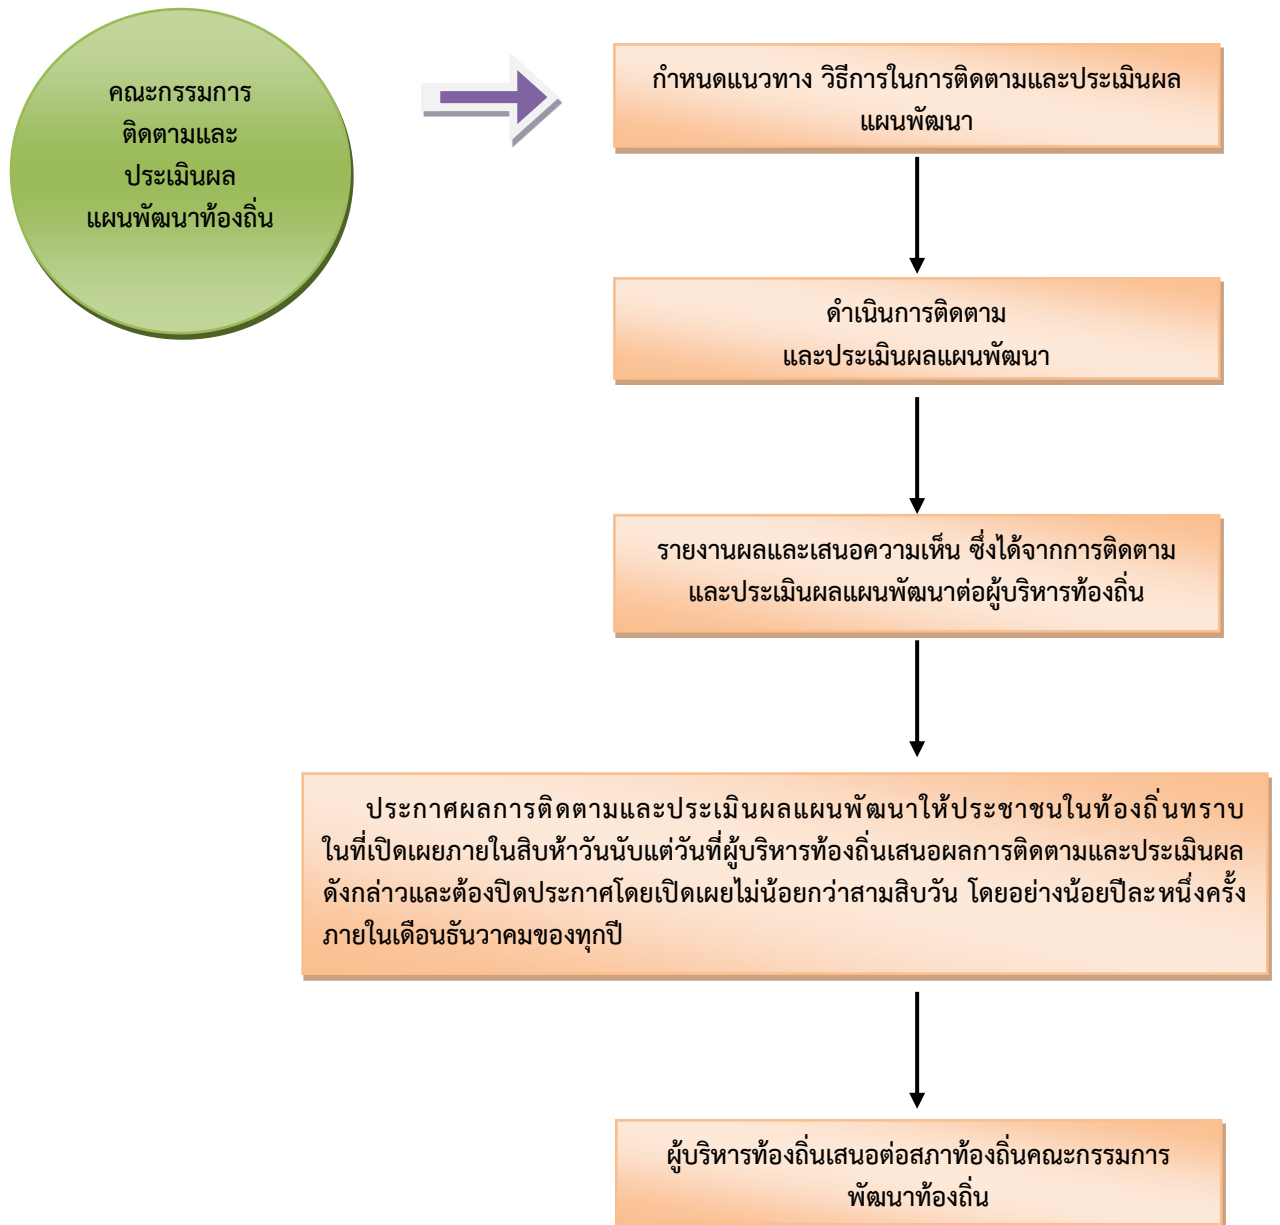 คณะกรรมการ
ติดตามและ
ประเมินผล
แผนพัฒนาท้องถิ่น
กำหนดแนวทาง วิธีการในการติดตามและประเมินผล
แผนพัฒนา
ดำเนินการติดตาม
และประเมินผลแผนพัฒนา
รายงานผลและเสนอความเห็น ซึ่งได้จากการติดตาม
และประเมินผลแผนพัฒนาต่อผู้บริหารท้องถิ่น
ประกาศผลการติดตามและประเมินผลแผนพัฒนาให้ประชาชนในท้องถิ่นทราบ
ในที่เปิดเผยภายในสิบห้าวันนับแต่วันที่ผู้บริหารท้องถิ่นเสนอผลการติดตามและประเมินผล
ดังกล่าวและต้องปิดประกาศโดยเปิดเผยไม่น้อยกว่าสามสิบวัน โดยอย่างน้อยปีละหนึ่งครั้ง
ภายในเดือนธันวาคมของทุกปี
ผู้บริหารท้องถิ่นเสนอต่อสภาท้องถิ่นคณะกรรมการ
พัฒนาท้องถิ่น